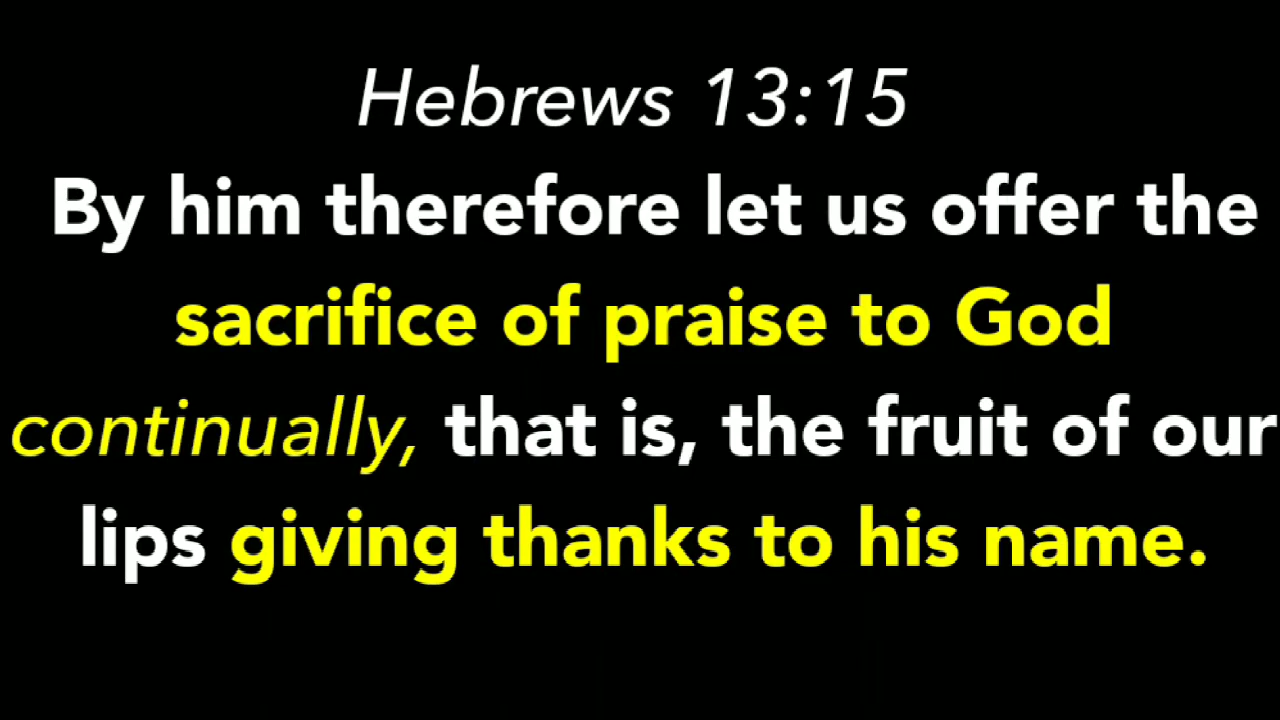 Hebrews 13:15
By him therefore let us offer the
sacrifice of praise to God
continually, that is, the fruit of our
lips giving thanks to his name.